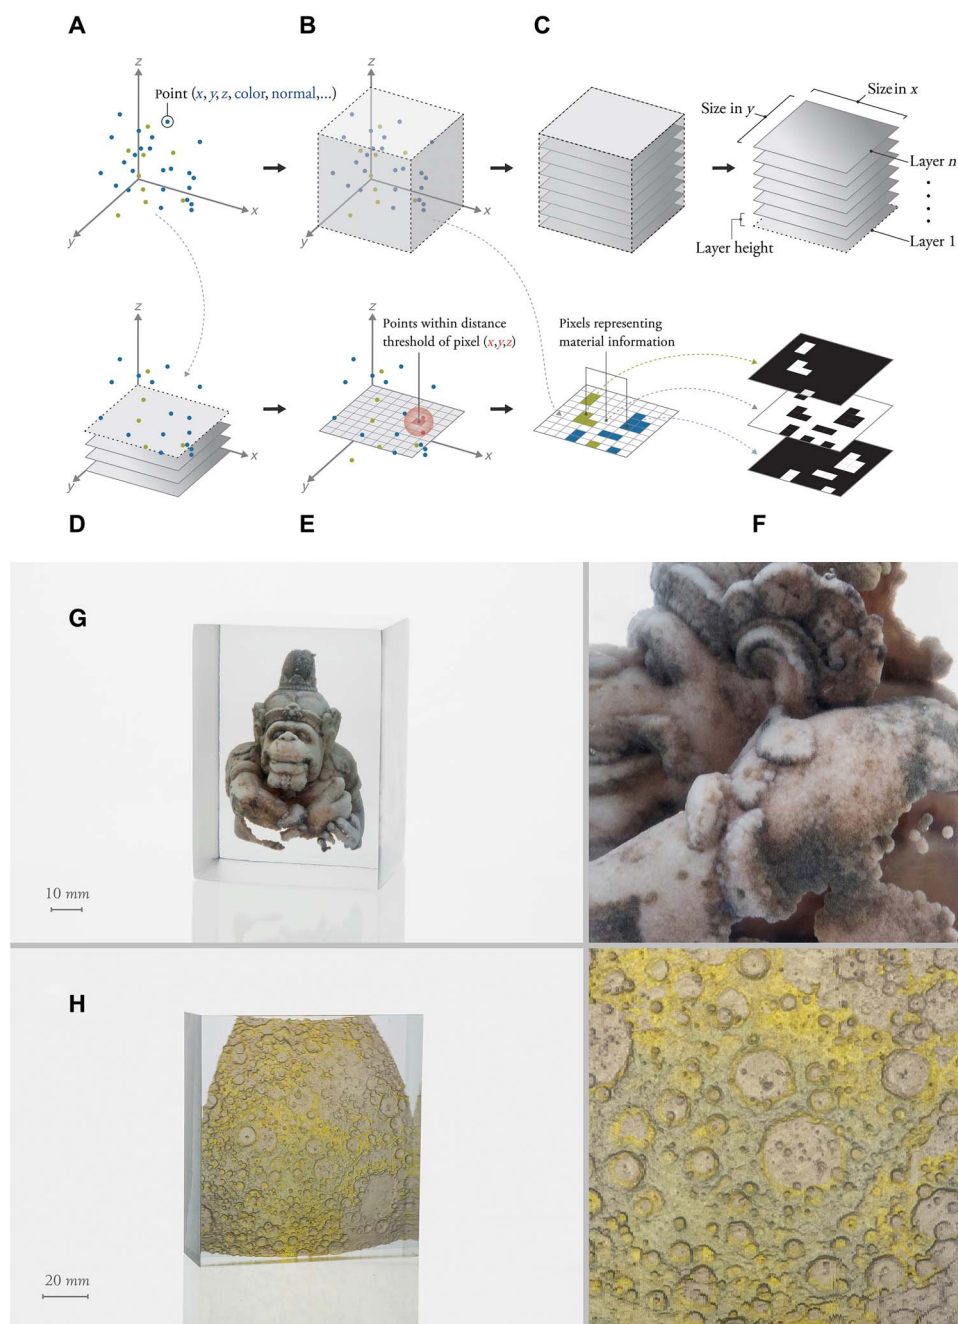 A
B
C
z
Point (x, y, z, color, normal,...)
x
y
z
x
y
Size in y
Size in x
Layer n
Layer height
Layer 1
z
x
y
z
Points within distance
threshold of pixel (x,y,z)
x
y
Pixels representing
material information
D
E
F
G
10 mm
H
20 mm